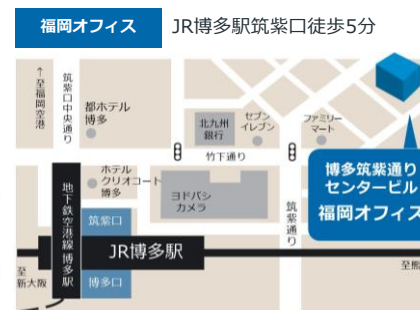 福岡オフィス
JR博多駅筑紫口徒歩5分
↑至福岡空港
筑紫口中央通り
都ホテル
博多
北九州
銀行
セブン
イレブン
ファミリー
マート
竹下通り
博多筑紫通り
センタービル
福岡オフィス
ホテル
クリオコート
博多
ヨドバシ
カメラ
筑紫通り
地下鉄空港線 博多駅
筑紫口
JR博多駅
博多口
至
新大阪